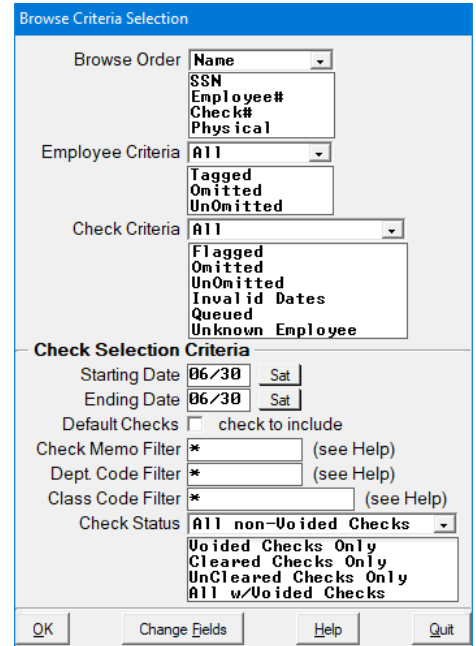 Browse Criteria Selection
Browse Order Name
SSN
Employee#
Check#
Physical
Employee Criteria All
Tagged
Omitted
UnOmitted
Check Criteria All
Flagged
Omitted
UnOmitted
Invalid Dates
Queued
Unknown Employee
Check Selection Criteria
Starting Date 06/30 Sat
Ending Date 06/30 Sat
Default Checks check to include
Check Memo Filter * (see Help)
Dept. Code Filter * (see Help)
Class Code Filter * (see Help)
Check Status All non-Voided Checks
Voided Checks Only
Cleared Checks Only
UnCleared Checks Only
All w/Voided Checks
OK Change Fields Help Quit